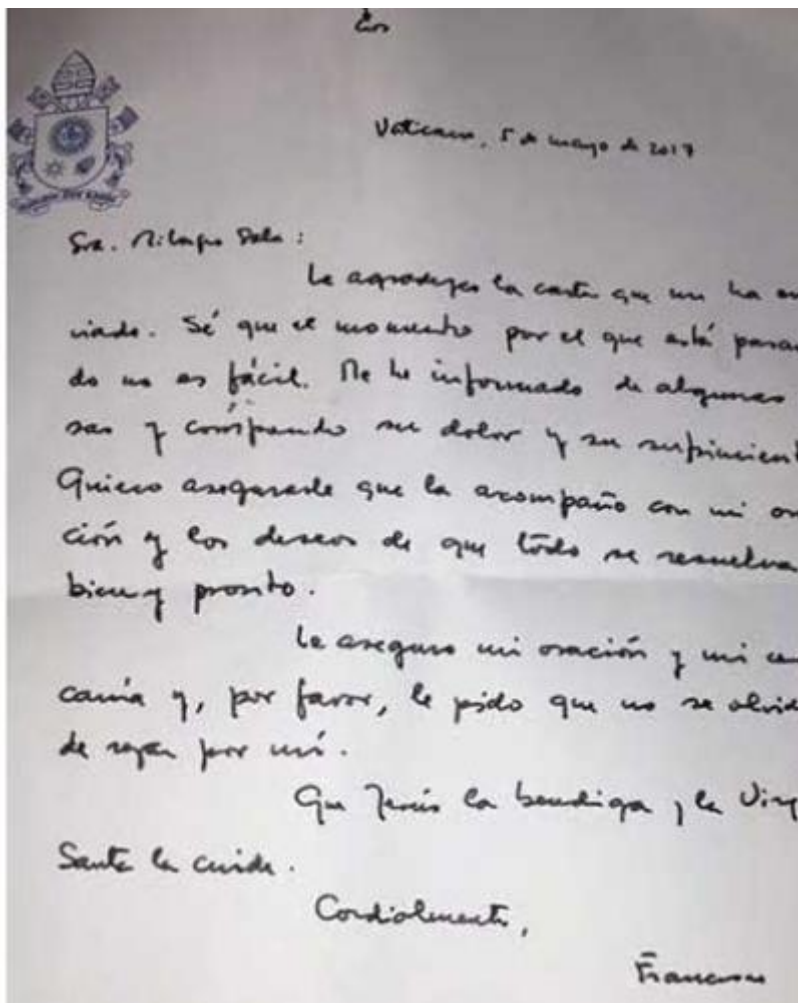 Vaticano, 5 de mayo de 2017
Sra. Milagro Sala:
Le agradezco la carta que me ha en
viado. Sé que el momento por el que está pasan
do no es fácil. Me he informado de algunas
sas y comprendo su dolor y su sufrimient
Quiero asegurarle que la acompaño con mi ora
ción y los deseos de que todo se resuelva
bien y pronto.
Le aseguro mi oración y mi cer
canía y, por favor, le pido que no se olvid
de rezar por mí.
Que Jesús la bendiga y la Virg
Santa la cuide.
Cordialmente,
Francisco